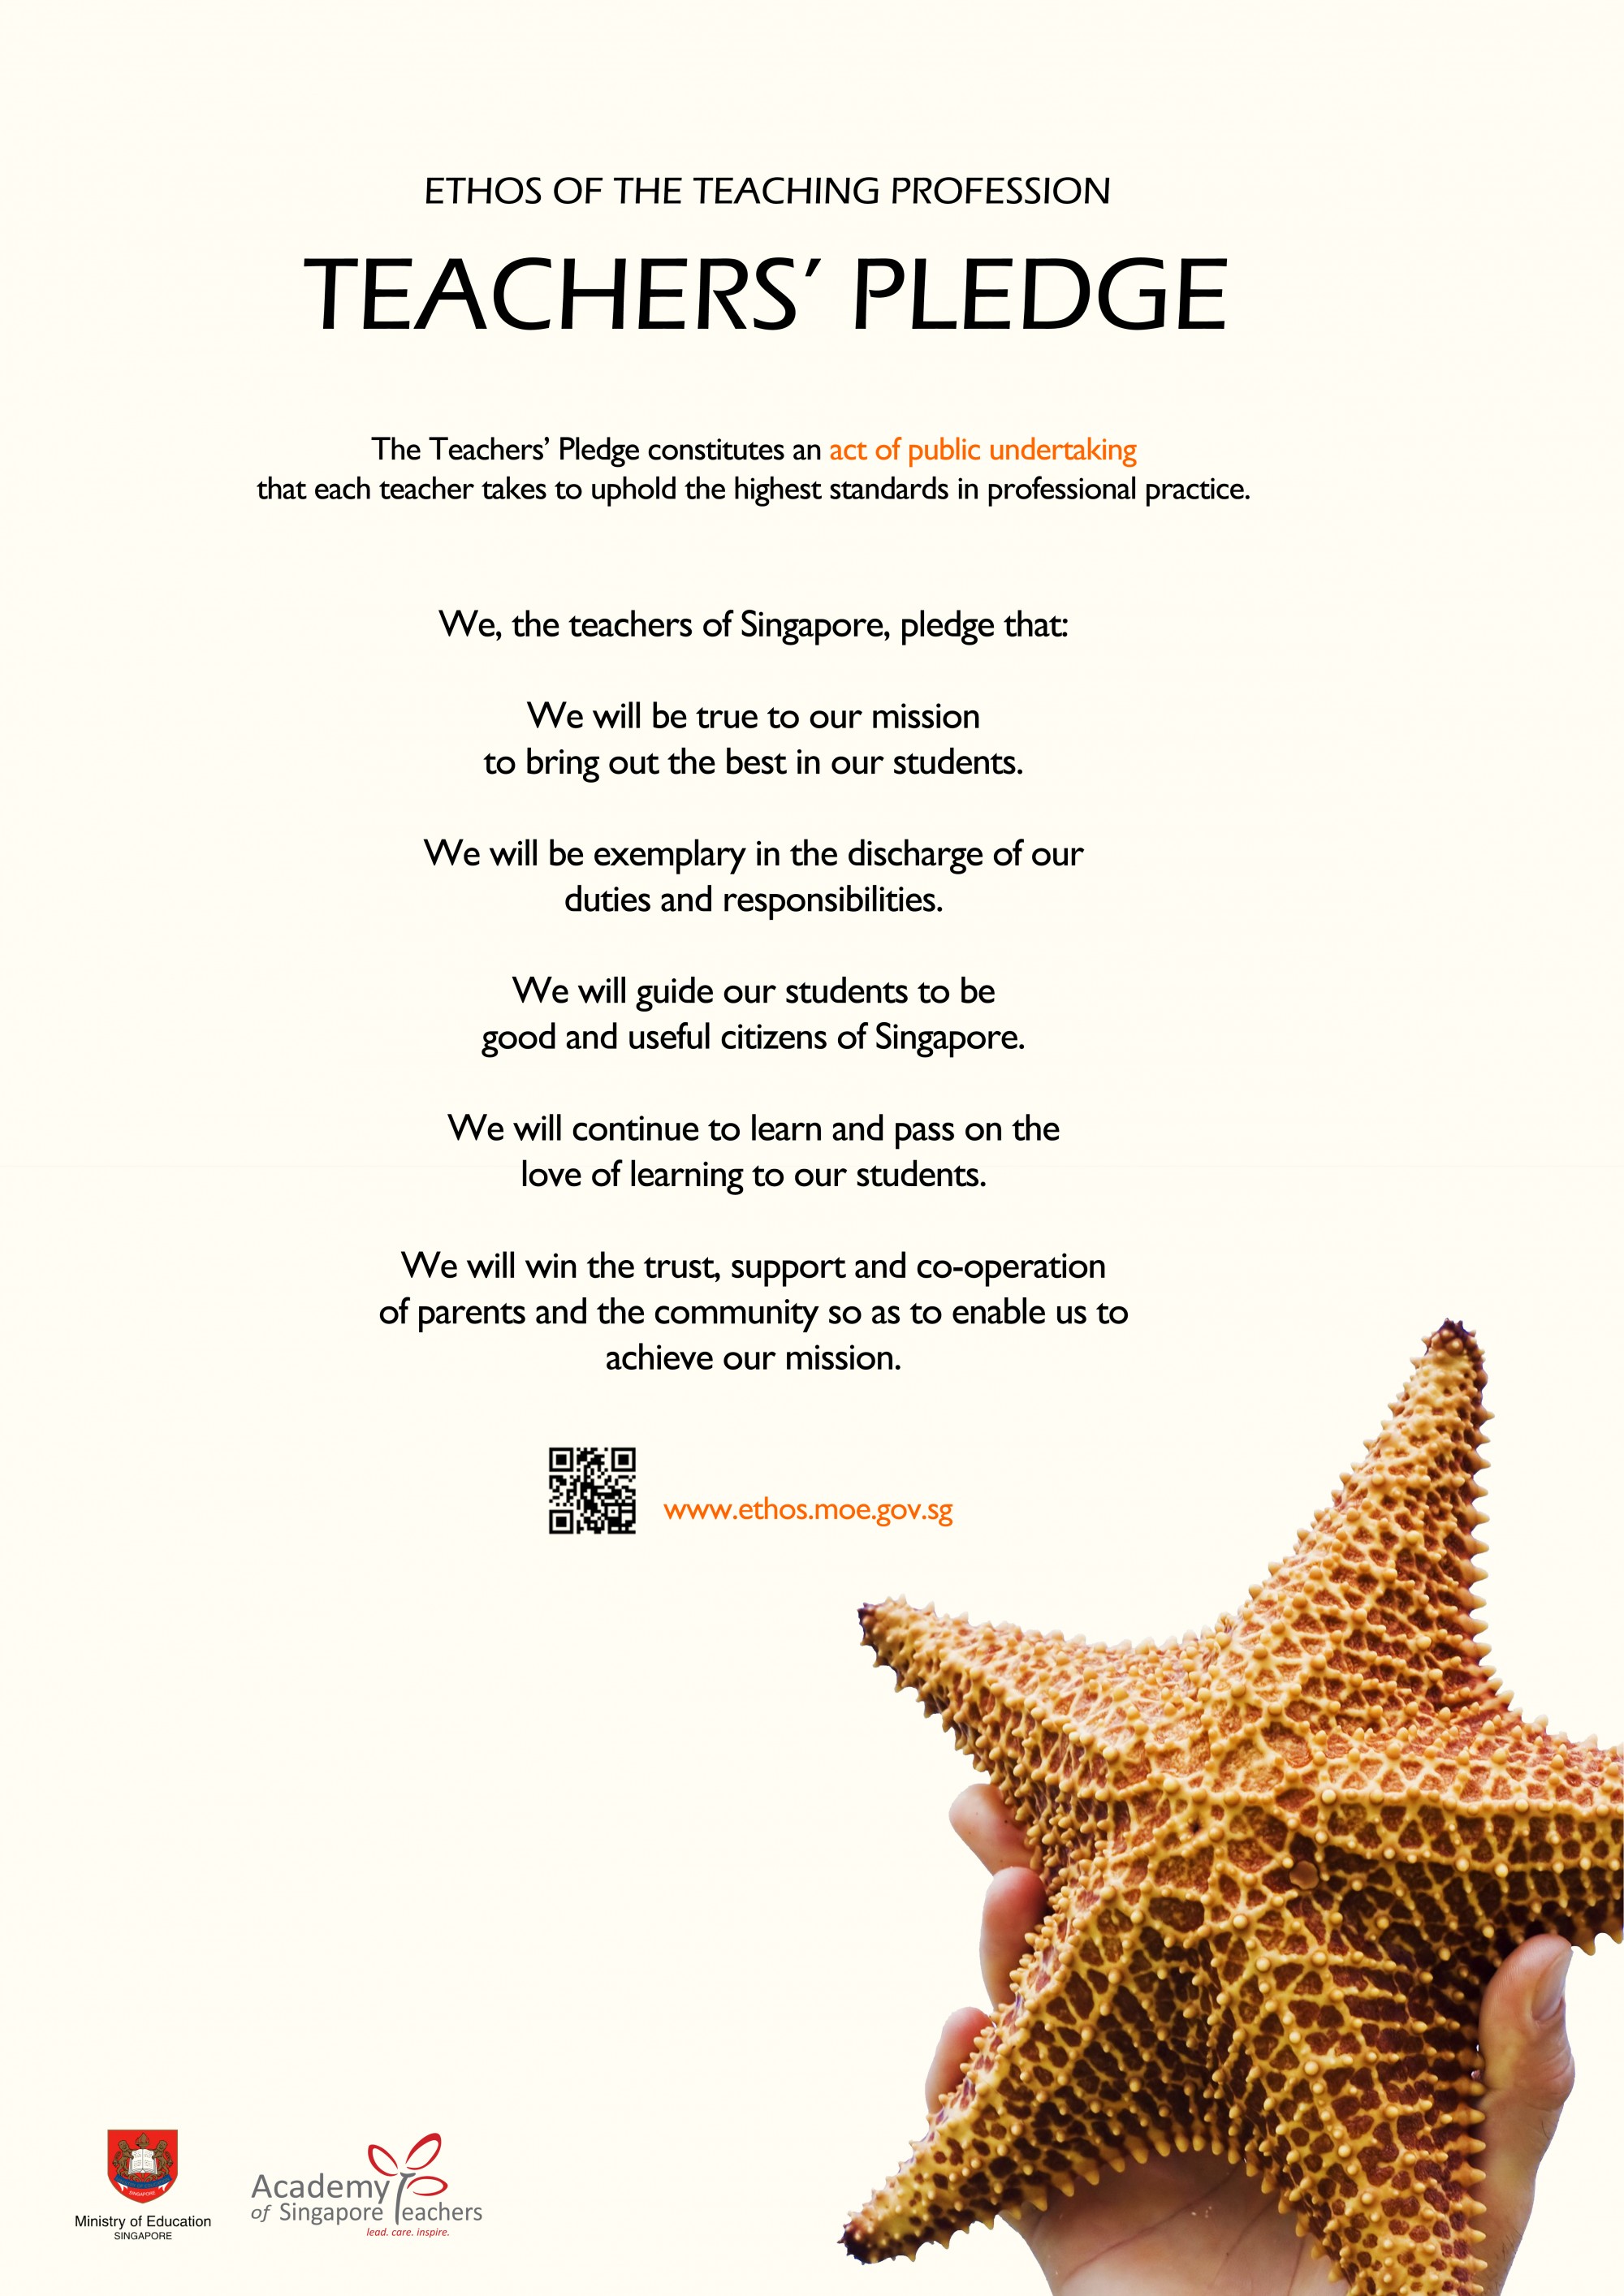 ETHOS OF THE TEACHING PROFESSION
TEACHERS’ PLEDGE
The Teachers’ Pledge constitutes an act of public undertaking
that each teacher takes to uphold the highest standards in professional practice.
We, the teachers of Singapore, pledge that:
We will be true to our mission
to bring out the best in our students.
We will be exemplary in the discharge of our
duties and responsibilities.
We will guide our students to be
good and useful citizens of Singapore.
We will continue to learn and pass on the
love of learning to our students.
We will win the trust, support and co-operation
of parents and the community so as to enable us to
achieve our mission.
www.ethos.moe.gov.sg
SINGAPORE
Ministry of Education
SINGAPORE
Academy
of Singapore Teachers
lead. care. inspire.